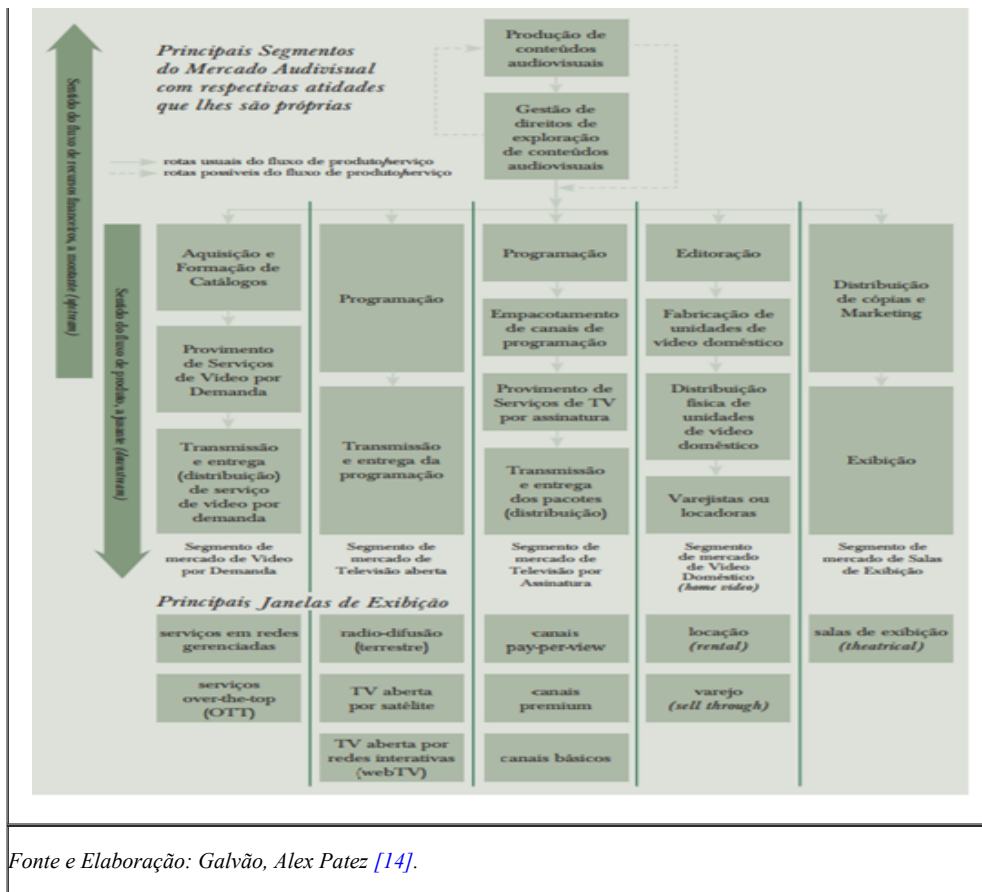 Principais Segmentos
do Mercado Audivisual
com respectivas atidades
que lhes são próprias
Produção de
conteúdos
audiovisuais
Gestão de
direitos de
exploração
de conteúdos
audiovisuais
rotas usuais do fluxo de produto/serviço
rotas possíveis do fluxo de produto/serviço
Sentido do fluxo de recursos financeiros, a montante (upstream)
Sentido do fluxo de produto, a jusante (downstream)
Aquisição e
Formação de
Catálogos
Provimento
de Serviços
de Vídeo por
Demanda
Transmissão
e entrega
(distribuição)
de serviço
de vídeo por
demanda
Segmento de
mercado de Vídeo
por Demanda
Programação
Transmissão
e entrega da
programação
Segmento de
mercado de
Televisão aberta
Programação
Empacotamento
de canais de
programação
Provimento de
Serviços de TV
por assinatura
Transmissão
e entrega
dos pacotes
(distribuição)
Segmento de
mercado de
Televisão por
Assinatura
Editoração
Fabricação de
unidades de
vídeo doméstico
Distribuição
física de
unidades
de vídeo
doméstico
Varejistas ou
locadoras
Segmento
de mercado
de Vídeo
Doméstico
(home video)
Distribuição
de cópias e
Marketing
Exibição
Segmento de
mercado de Salas
de Exibição
Principais Janelas de Exibição
serviços em redes
gerenciadas
serviços
over-the-top
(OTT)
radio-difusão
(terrestre)
TV aberta
por satélite
TV aberta por
redes interativas
(webTV)
canais
pay-per-view
canais
premium
canais básicos
locação
(rental)
varejo
(sell through)
salas de exibição
(theatrical)
Fonte e Elaboração: Galvão, Alex Patez [14].